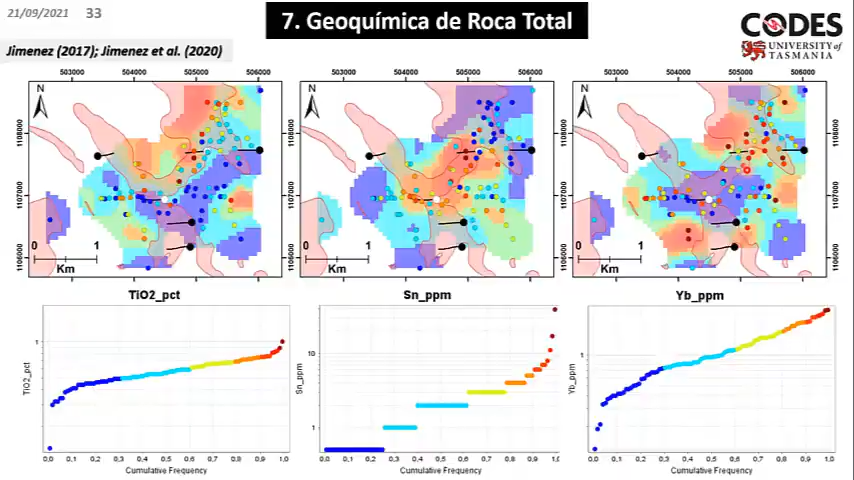 21/09/2021 33
7. Geoquímica de Roca Total
CODES
UNIVERSITY of
TASMANIA
Jimenez (2017); Jimenez et al. (2020)
503000 504000 505000 506000
503000 504000 505000 506000
503000 504000 505000 506000
N
N
N
1107000
1107000
0 1
Km
0 1
Km
0 1
Km
TiO2_pct
Sn_ppm
Yb_ppm
TiO2_pct
1
0,0 0,1 0,2 0,3 0,4 0,5 0,6 0,7 0,8 0,9 1,0
Cumulative Frequency
Sn_ppm
10
1
0,0 0,1 0,2 0,3 0,4 0,5 0,6 0,7 0,8 0,9 1,0
Cumulative Frequency
Yb_ppm
1
0,0 0,1 0,2 0,3 0,4 0,5 0,6 0,7 0,8 0,9 1,0
Cumulative Frequency